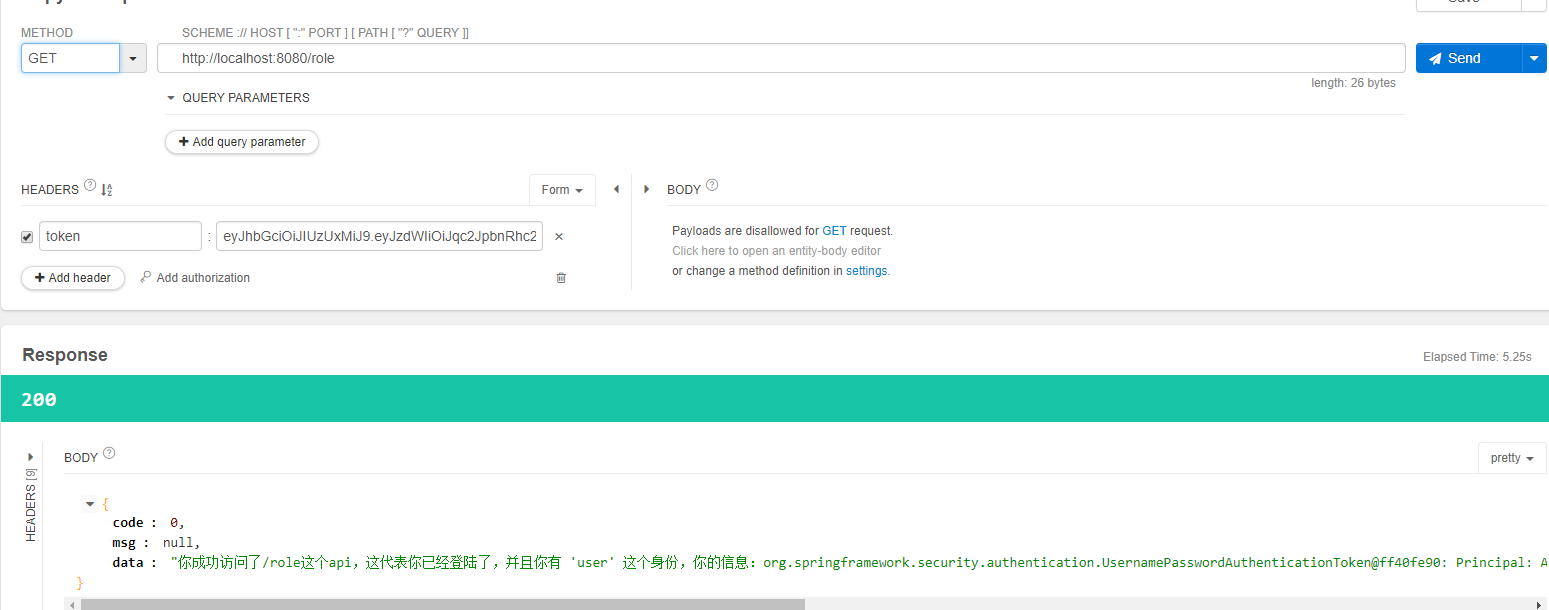 METHOD
SCHEME :// HOST [ ":" PORT ] [ PATH [ "?" QUERY ]]
GET
http://localhost:8080/role
Send
length: 26 bytes
QUERY PARAMETERS
+ Add query parameter
HEADERS ?
Form
BODY ?
token : eyJhbGciOiJIUzUxMiJ9.eyJzdWIiOiJqc2JpbnRhc2 ×
Payloads are disallowed for GET request.
Click here to open an entity-body editor
or change a method definition in settings.
+ Add header
Add authorization
Response
Elapsed Time: 5.25s
200
HEADERS [9]
BODY ?
pretty
{
code : 0,
msg : null,
data : "你成功访问了/role这个api，这代表你已经登陆了，并且你有 'user' 这个身份，你的信息：org.springframework.security.authentication.UsernamePasswordAuthenticationToken@ff40fe90: Principal: A
}